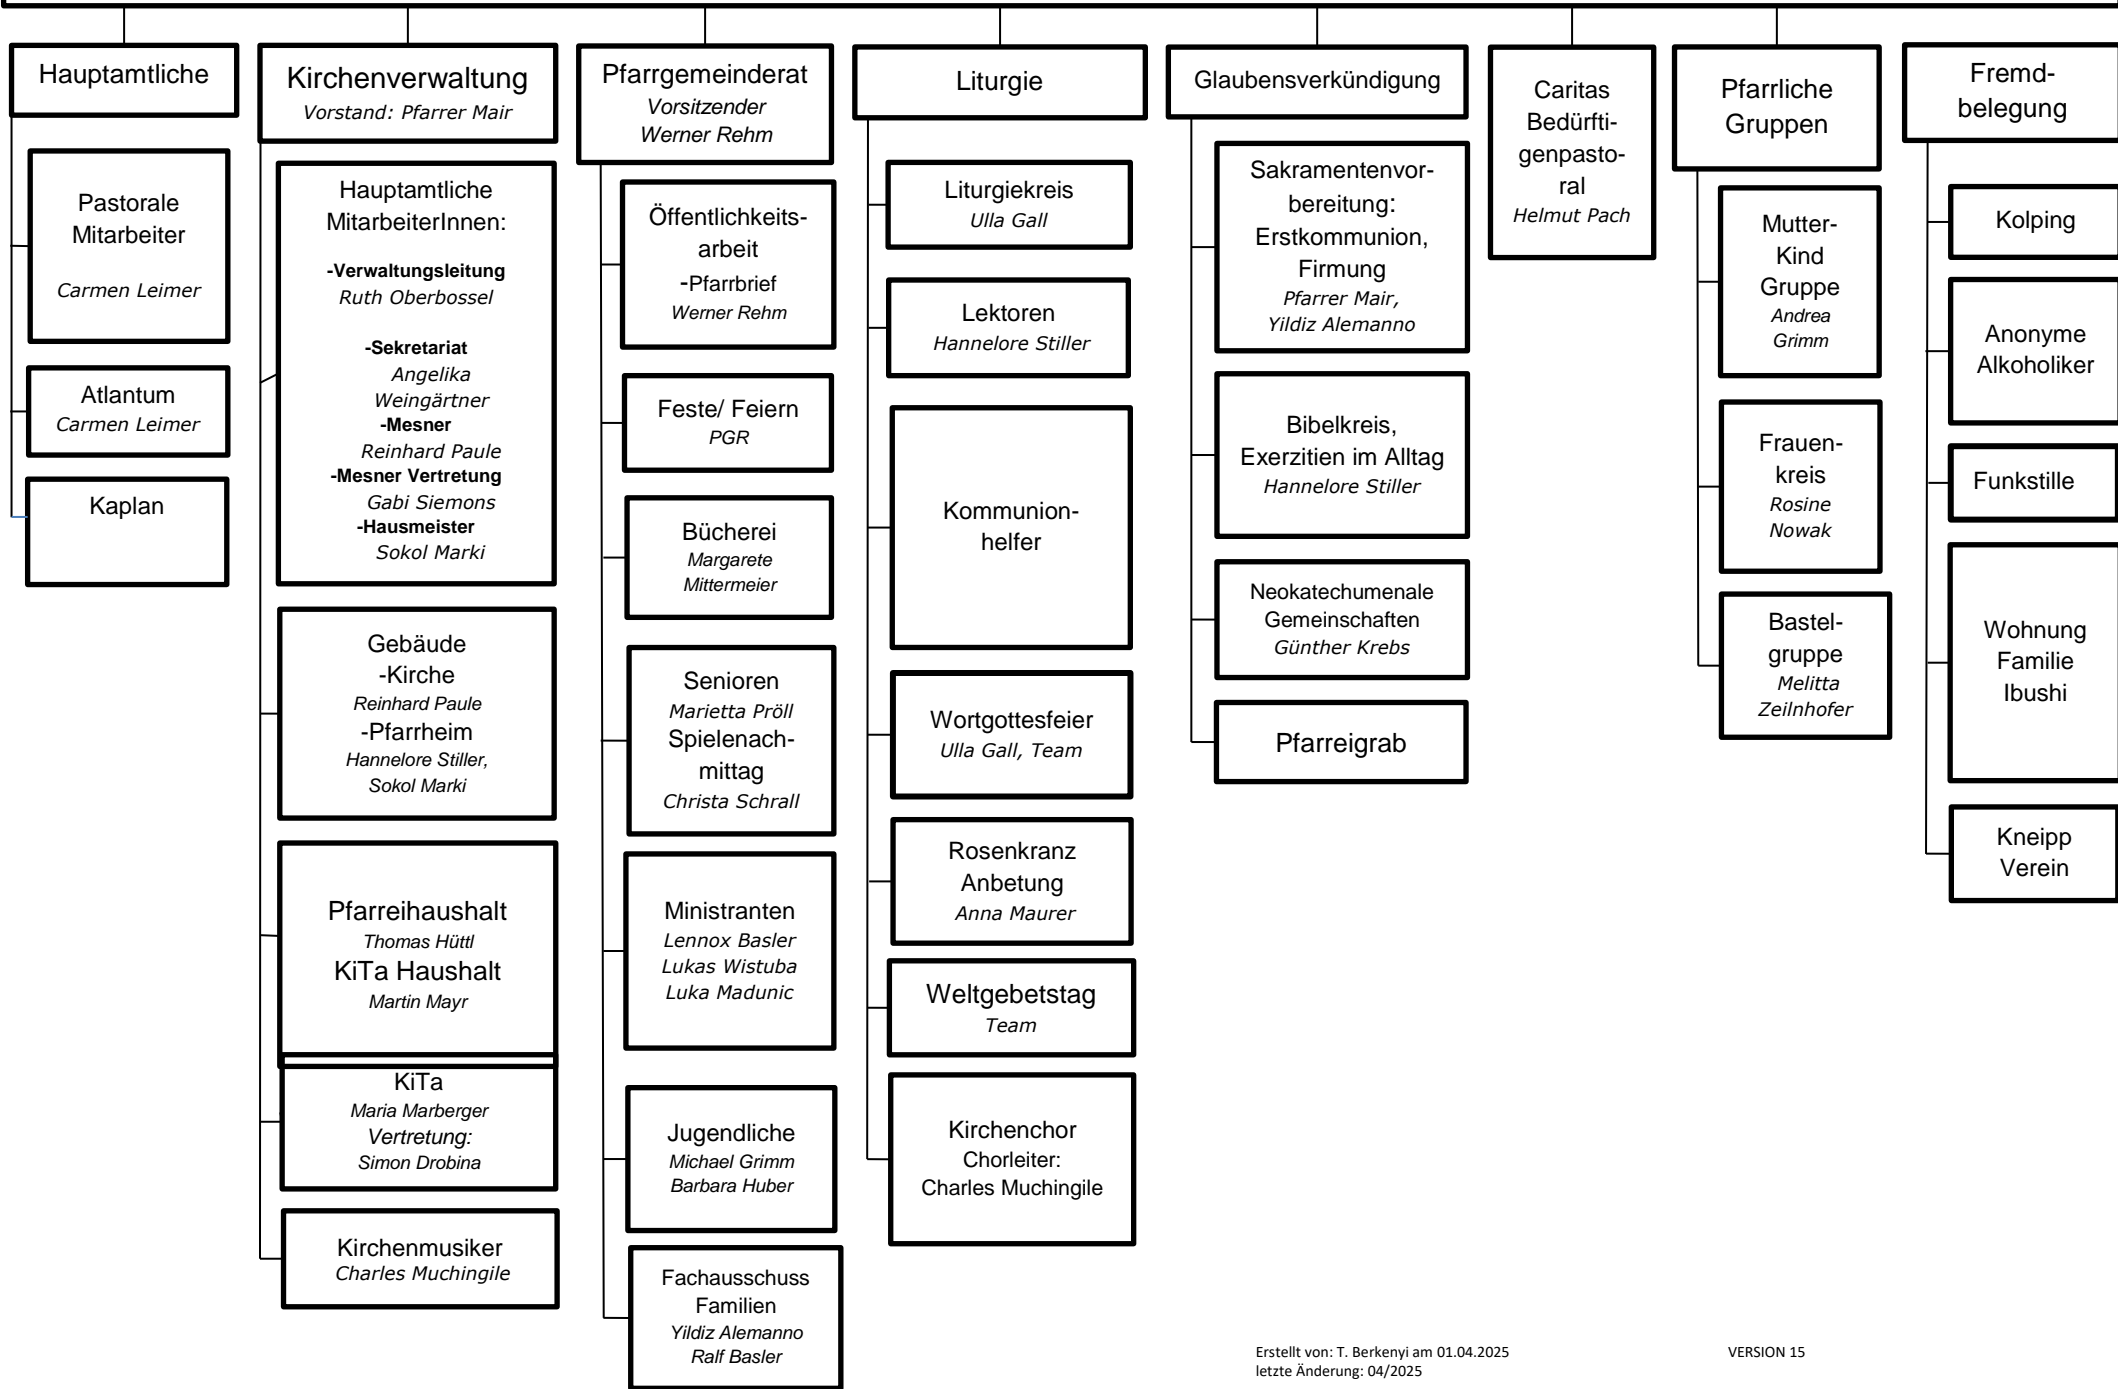 Hauptamtliche
Pastorale
Mitarbeiter
Carmen Leimer
Atlantum
Carmen Leimer
Kaplan
Kirchenverwaltung
Vorstand: Pfarrer Mair
Hauptamtliche
MitarbeiterInnen:
-Verwaltungsleitung
Ruth Oberbossel
-Sekretariat
Angelika
Weingärtner
-Mesner
Reinhard Paule
-Mesner Vertretung
Gabi Siemons
-Hausmeister
Sokol Marki
Gebäude
-Kirche
Reinhard Paule
-Pfarrheim
Hannelore Stiller,
Sokol Marki
Pfarreihaushalt
Thomas Hüttl
KiTa Haushalt
Martin Mayr
KiTa
Maria Marberger
Vertretung:
Simon Drobina
Kirchenmusiker
Charles Muchingile
Pfarrgemeinderat
Vorsitzender
Werner Rehm
Öffentlichkeits-
arbeit
-Pfarrbrief
Werner Rehm
Feste/ Feiern
PGR
Bücherei
Margarete
Mittermeier
Senioren
Marietta Pröll
Spielenach-
mittag
Christa Schrall
Ministranten
Lennox Basler
Lukas Wistuba
Luka Madunic
Jugendliche
Michael Grimm
Barbara Huber
Fachausschuss
Familien
Yildiz Alemanno
Ralf Basler
Liturgie
Liturgiekreis
Ulla Gall
Lektoren
Hannelore Stiller
Kommunion-
helfer
Wortgottesfeier
Ulla Gall, Team
Rosenkranz
Anbetung
Anna Maurer
Weltgebetstag
Team
Kirchenchor
Chorleiter:
Charles Muchingile
Glaubensverkündigung
Sakramentenvor-
bereitung:
Erstkommunion,
Firmung
Pfarrer Mair,
Yildiz Alemanno
Bibelkreis,
Exerzitien im Alltag
Hannelore Stiller
Neokatechumenale
Gemeinschaften
Günther Krebs
Pfarreigrab
Caritas
Bedürfti-
genpasto-
ral
Helmut Pach
Pfarrliche
Gruppen
Mutter-
Kind
Gruppe
Andrea
Grimm
Frauen-
kreis
Rosine
Nowak
Bastel-
gruppe
Melitta
Zeilnhofer
Fremd-
belegung
Kolping
Anonyme
Alkoholiker
Funkstille
Wohnung
Familie
Ibushi
Kneipp
Verein
Erstellt von: T. Berkenyi am 01.04.2025
letzte Änderung: 04/2025
VERSION 15